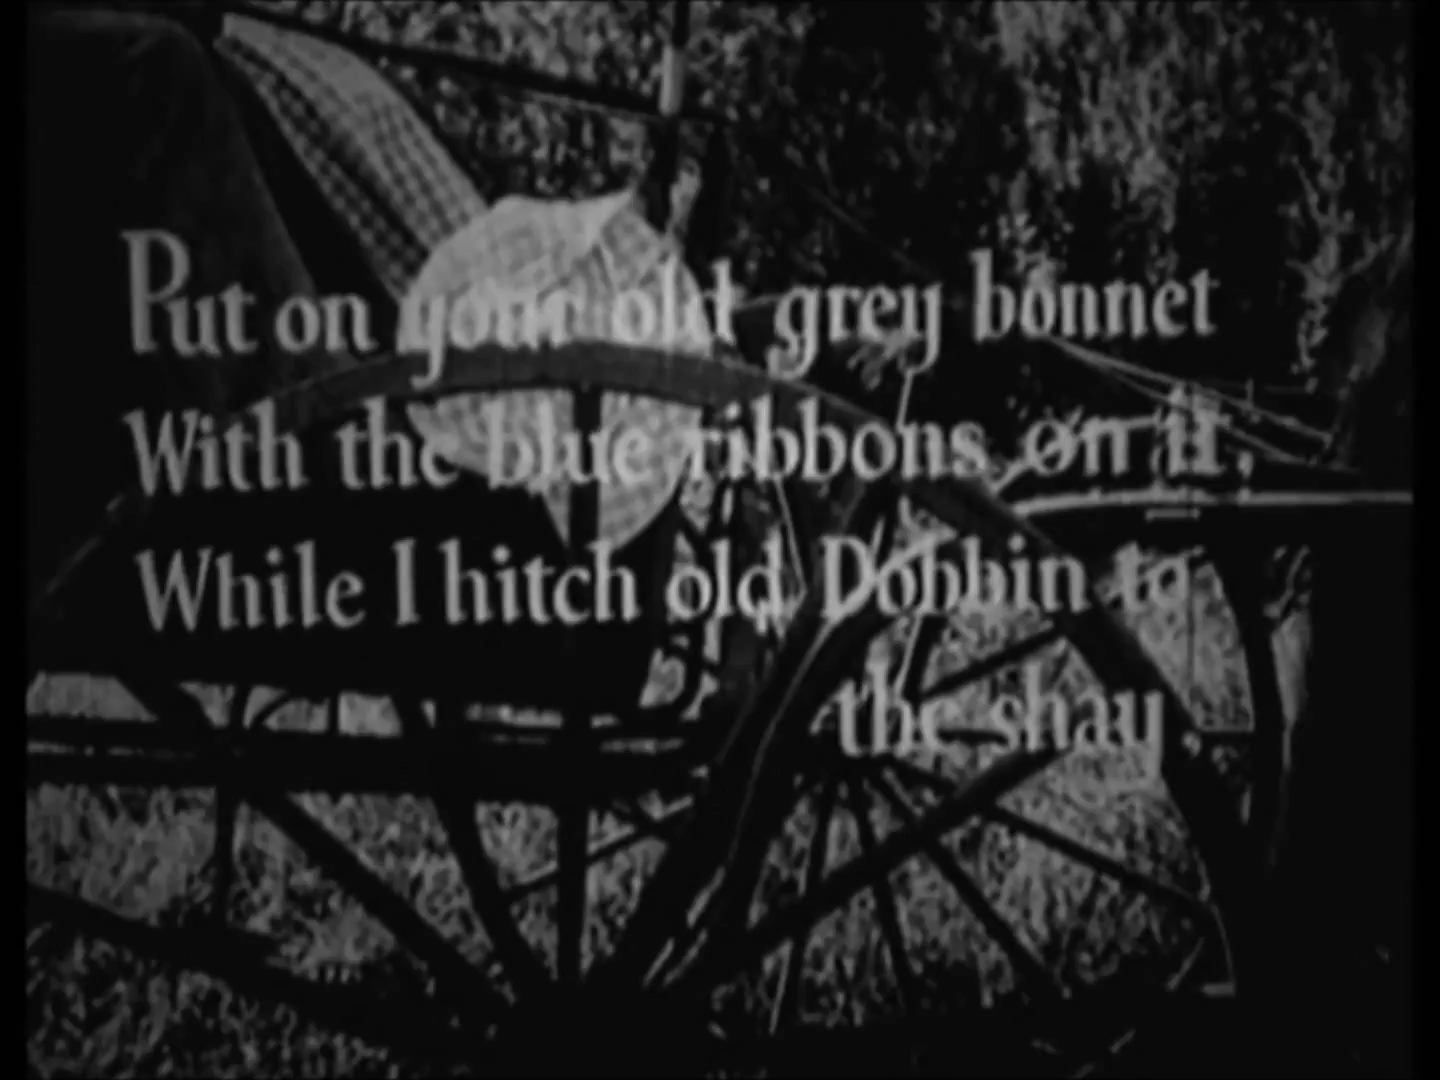 Put on your old grey bonnet
With the blue ribbons on it,
While I hitch old Dobbin to
the shay,